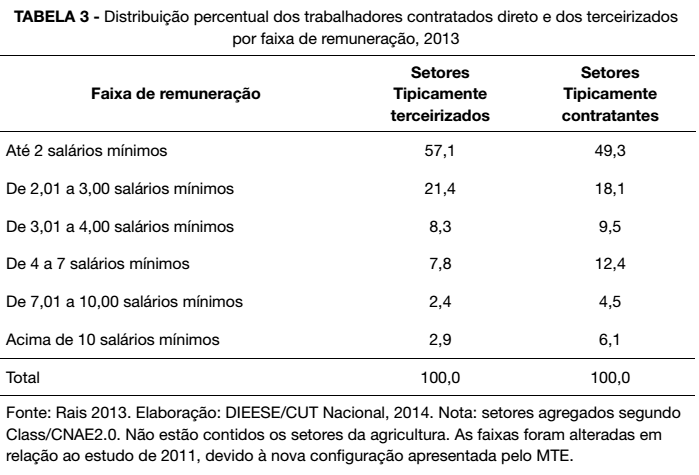 TABELA 3 - Distribuição percentual dos trabalhadores contratados direto e dos terceirizados
por faixa de remuneração, 2013
Faixa de remuneração
Setores
Tipicamente
terceirizados
Setores
Tipicamente
contratantes
Até 2 salários mínimos 57,1 49,3
De 2,01 a 3,00 salários mínimos 21,4 18,1
De 3,01 a 4,00 salários mínimos 8,3 9,5
De 4 a 7 salários mínimos 7,8 12,4
De 7,01 a 10,00 salários mínimos 2,4 4,5
Acima de 10 salários mínimos 2,9 6,1
Total 100,0 100,0
Fonte: Rais 2013. Elaboração: DIEESE/CUT Nacional, 2014. Nota: setores agregados segundo
Class/CNAE2.0. Não estão contidos os setores da agricultura. As faixas foram alteradas em
relação ao estudo de 2011, devido à nova configuração apresentada pelo MTE.